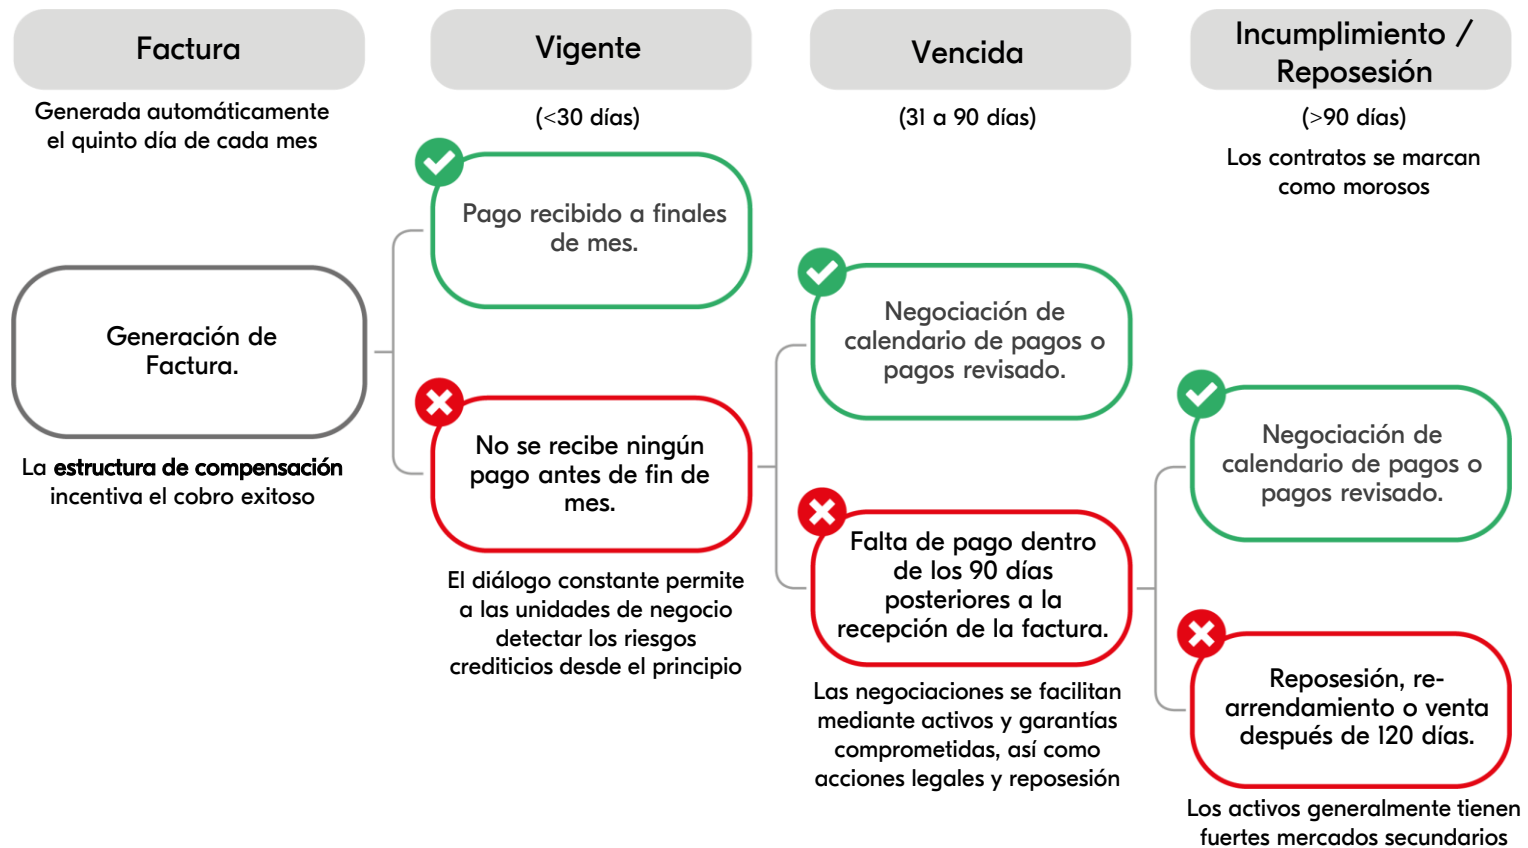 Factura
Generada automáticamente
el quinto día de cada mes
Generación de
Factura.
La estructura de compensación
incentiva el cobro exitoso
Vigente
(<30 días)
Pago recibido a finales
de mes.
No se recibe ningún
pago antes de fin de
mes.
El diálogo constante permite
a las unidades de negocio
detectar los riesgos
crediticios desde el principio
Vencida
(31 a 90 días)
Negociación de
calendario de pagos o
pagos revisado.
Falta de pago dentro
de los 90 días
posteriores a la
recepción de la factura.
Las negociaciones se facilitan
mediante activos y garantías
comprometidas, así como
acciones legales y reposesión
Incumplimiento /
Reposesión
(>90 días)
Los contratos se marcan
como morosos
Negociación de
calendario de pagos o
pagos revisado.
Reposesión, re-
arrendamiento o venta
después de 120 días.
Los activos generalmente tienen
fuertes mercados secundarios